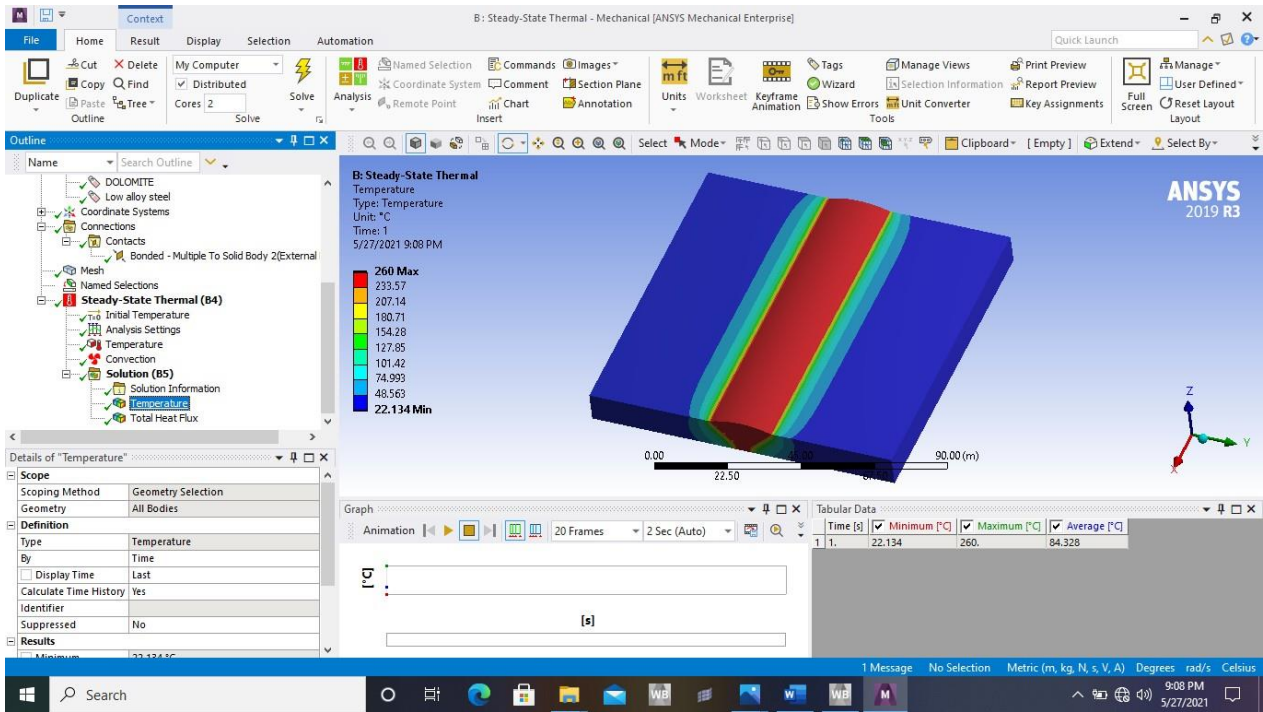 Context
B : Steady-State Thermal - Mechanical [ANSYS Mechanical Enterprise]
File Home Result Display Selection Automation
Quick Launch
Duplicate
Cut
Copy
Paste
Delete
Find
Tree
Outline
My Computer
Distributed
Cores 2
Solve
Solve
Analysis
Named Selection
Coordinate System
Remote Point
Commands
Comment
Chart
Images
Section Plane
Annotation
Insert
Units
Worksheet
Keyframe Animation
Tags
Wizard
Show Errors
Manage Views
Selection Information
Unit Converter
Print Preview
Report Preview
Key Assignments
Tools
Full Screen
Manage
User Defined
Reset Layout
Layout
Outline
Name Search Outline
DOLOMITE
Low alloy steel
Coordinate Systems
Connections
Contacts
Bonded - Multiple To Solid Body 2(External
Mesh
Named Selections
Steady-State Thermal (B4)
Initial Temperature
Analysis Settings
Temperature
Convection
Solution (B5)
Solution Information
Temperature
Total Heat Flux
Select Mode Clipboard [ Empty ] Extend Select By
B: Steady-State Thermal
Temperature
Type: Temperature
Unit: °C
Time: 1
5/27/2021 9:08 PM
260 Max
233.57
207.14
180.71
154.28
127.85
101.42
74.993
48.563
22.134 Min
ANSYS
2019 R3
Z
Y
X
0.00 90.00 (m)
22.50
Details of "Temperature"
Scope
Scoping Method Geometry Selection
Geometry All Bodies
Definition
Type Temperature
By Time
Display Time Last
Calculate Time History Yes
Identifier
Suppressed No
Results
Minimum 22.134 °C
Graph
Animation 20 Frames 2 Sec (Auto)
[°C]
[s]
Tabular Data
Time [s] Minimum [°C] Maximum [°C] Average [°C]
1 1. 22.134 260. 84.328
1 Message No Selection Metric (m, kg, N, s, V, A) Degrees rad/s Celsius
Search
WB
W
WB
M
9:08 PM
5/27/2021